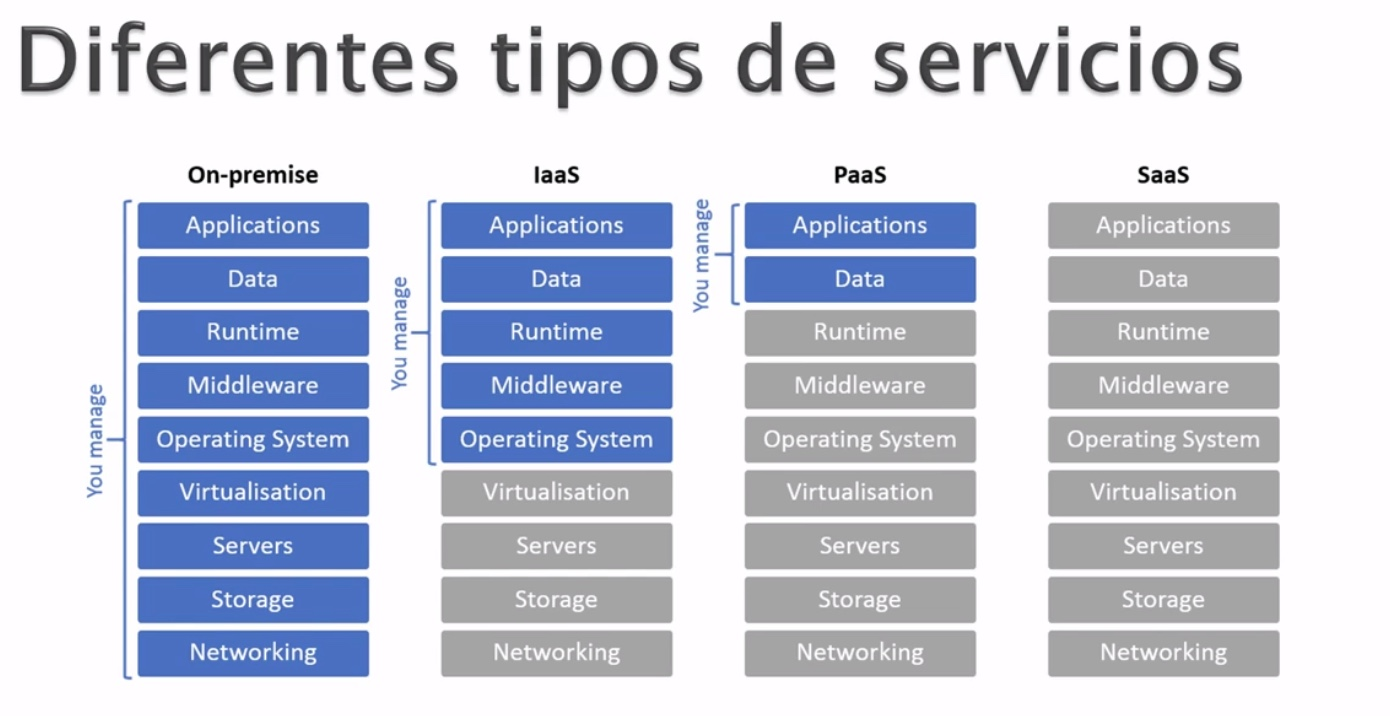 Diferentes tipos de servicios
On-premise
You manage
Applications
Data
Runtime
Middleware
Operating System
Virtualisation
Servers
Storage
Networking
IaaS
You manage
Applications
Data
Runtime
Middleware
Operating System
Virtualisation
Servers
Storage
Networking
PaaS
You manage
Applications
Data
Runtime
Middleware
Operating System
Virtualisation
Servers
Storage
Networking
SaaS
Applications
Data
Runtime
Middleware
Operating System
Virtualisation
Servers
Storage
Networking